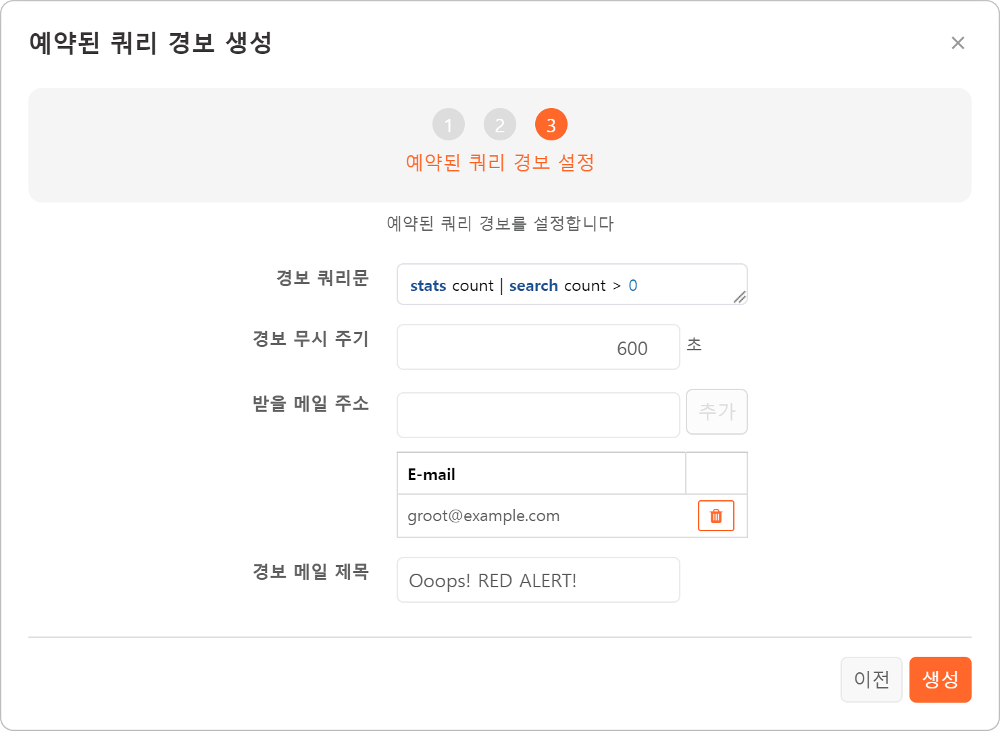 예약된 쿼리 경보 생성
1 2 3
예약된 쿼리 경보 설정
예약된 쿼리 경보를 설정합니다
경보 쿼리문 stats count | search count > 0
경보 무시 주기 600 초
받을 메일 주소 추가
E-mail
groot@example.com
경보 메일 제목 Ooops! RED ALERT!
이전 생성